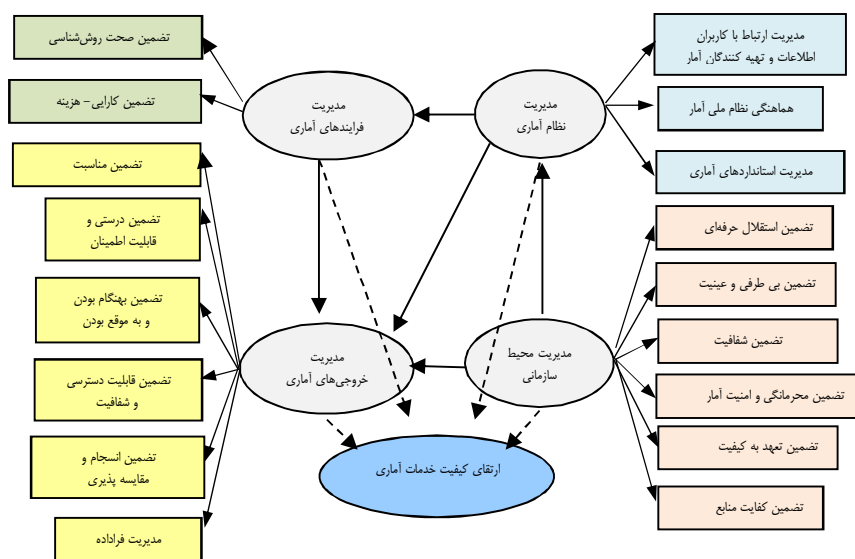 مدیریت ارتباط با کاربران
اطلاعات و تهیه کنندگان آمار
هماهنگی نظام ملی آمار
مدیریت استانداردهای آماری
تضمین استقلال حرفه‌ای
تضمین بی طرفی و عینیت
تضمین شفافیت
تضمین محرمانگی و امنیت آمار
تضمین تعهد به کیفیت
تضمین کفایت منابع
مدیریت
نظام آماری
مدیریت محیط
سازمانی
مدیریت
فرایندهای آماری
مدیریت
خروجی‌های آماری
ارتقای کیفیت خدمات آماری
تضمین صحت روش‌شناسی
تضمین کارایی- هزینه
تضمین مناسبت
تضمین درستی و
قابلیت اطمینان
تضمین بهنگام بودن
و به موقع بودن
تضمین قابلیت دسترسی
و شفافیت
تضمین انسجام و
مقایسه پذیری
مدیریت فراداده